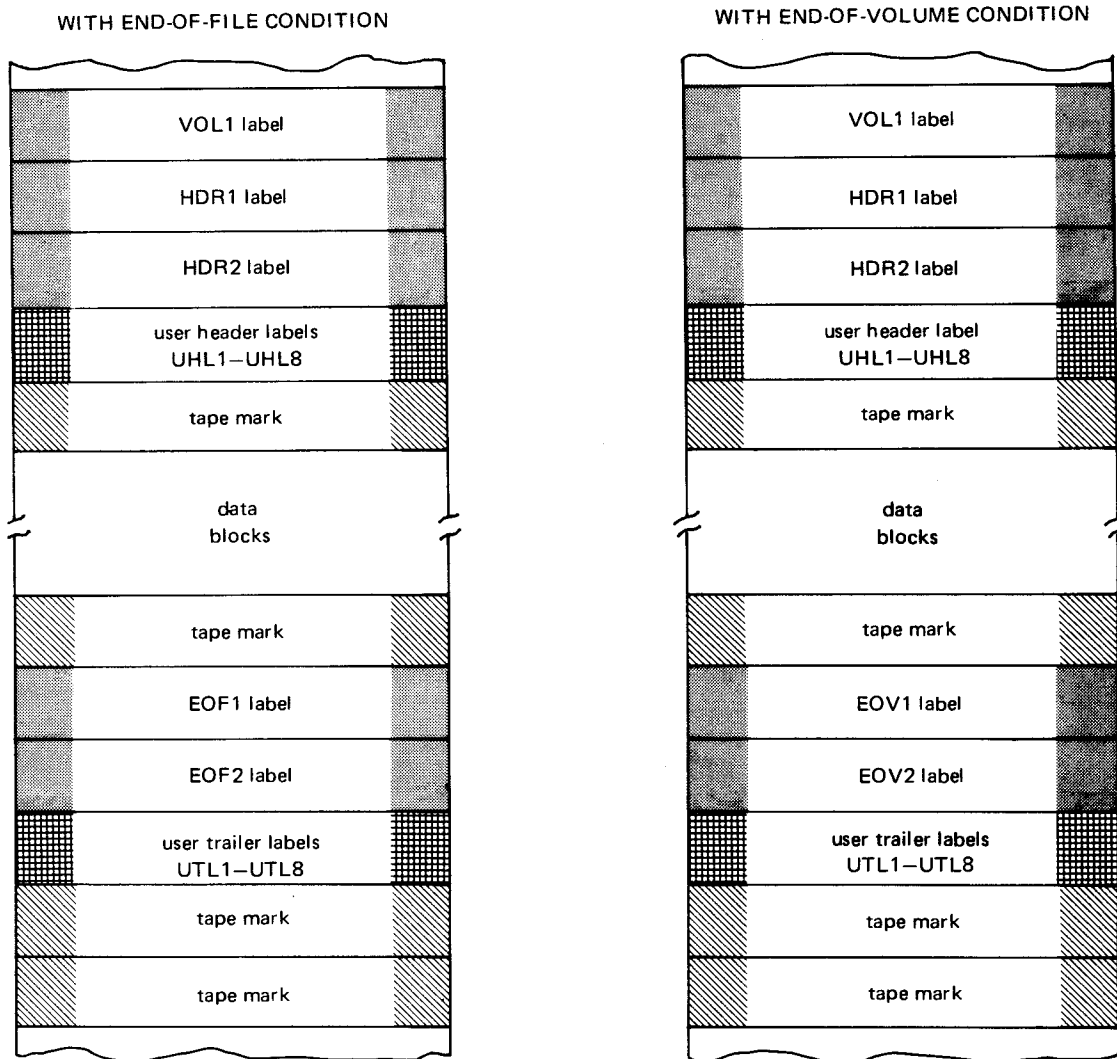 WITH END-OF-FILE CONDITION
VOL1 label
HDR1 label
HDR2 label
user header labels
UHL1—UHL8
tape mark
data
blocks
tape mark
EOF1 label
EOF2 label
user trailer labels
UTL1—UTL8
tape mark
tape mark
WITH END-OF-VOLUME CONDITION
VOL1 label
HDR1 label
HDR2 label
user header label
UHL1—UHL8
tape mark
data
blocks
tape mark
EOV1 label
EOV2 label
user trailer labels
UTL1—UTL8
tape mark
tape mark